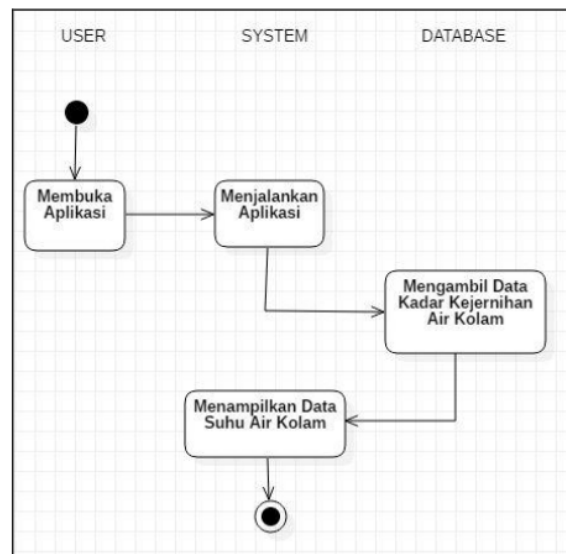 USER SYSTEM DATABASE
Membuka
Aplikasi
Menjalankan
Aplikasi
Mengambil Data
Kadar Kejernihan
Air Kolam
Menampilkan Data
Suhu Air Kolam